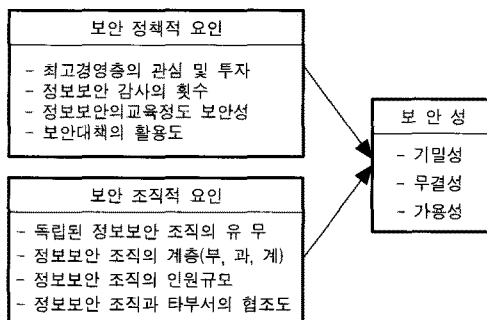 보안 정책적 요인
- 최고경영층의 관심 및 투자
- 정보보안 감사의 횟수
- 정보보안의교육정도 보안성
- 보안대책의 활용도
보안 조직적 요인
- 독립된 정보보안 조직의 유 무
- 정보보안 조직의 계층(부, 과, 계)
- 정보보안 조직의 인원규모
- 정보보안 조직과 타부서의 협조도
보 안 성
- 기밀성
- 무결성
- 가용성